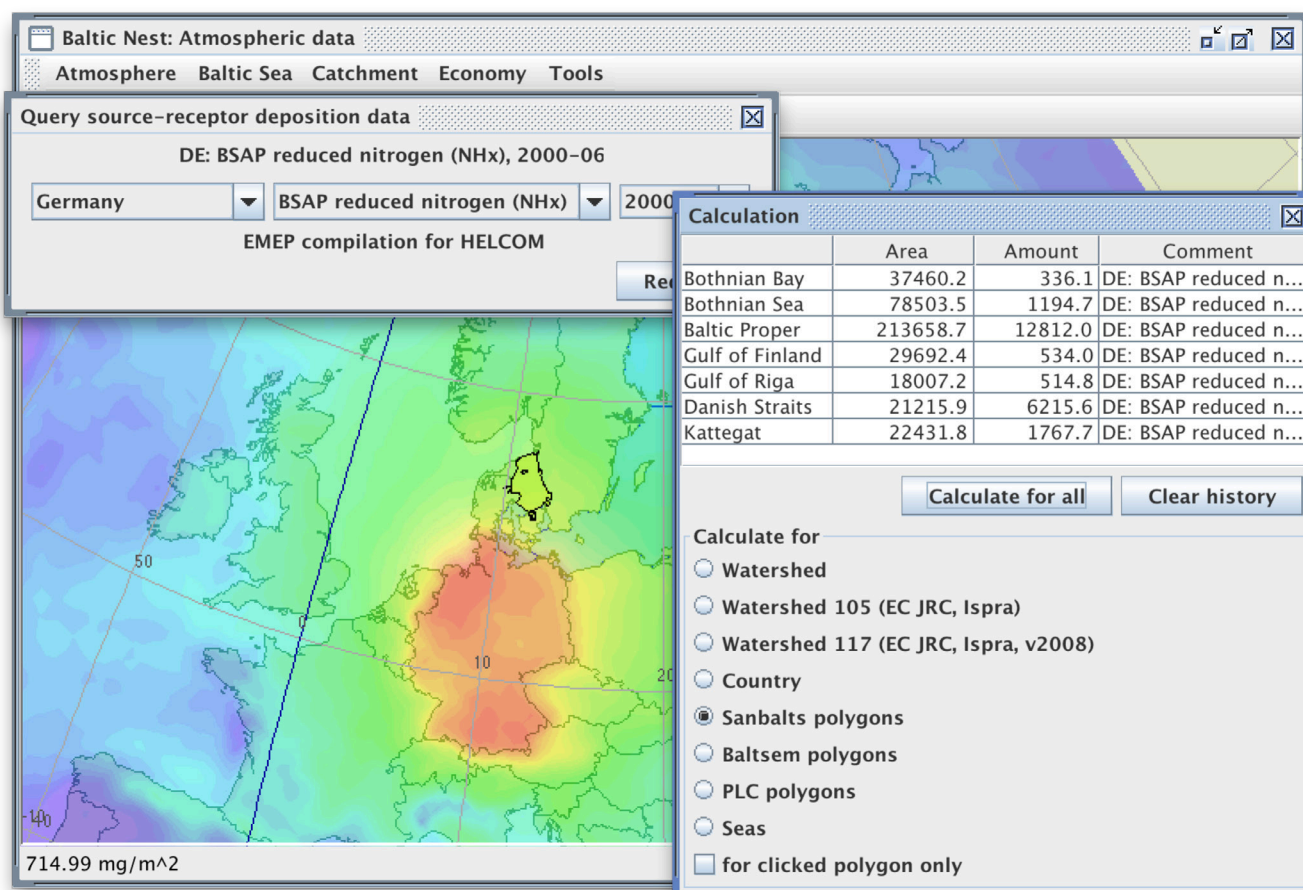 Baltic Nest: Atmospheric data
Atmosphere Baltic Sea Catchment Economy Tools
Query source-receptor deposition data
DE: BSAP reduced nitrogen (NHx), 2000-06
Germany BSAP reduced nitrogen (NHx) 2000
EMEP compilation for HELCOM
Calculation
Area Amount Comment
Bothnian Bay 37460.2 336.1 DE: BSAP reduced n...
Bothnian Sea 78503.5 1194.7 DE: BSAP reduced n...
Baltic Proper 213658.7 12812.0 DE: BSAP reduced n...
Gulf of Finland 29692.4 534.0 DE: BSAP reduced n...
Gulf of Riga 18007.2 514.8 DE: BSAP reduced n...
Danish Straits 21215.9 6215.6 DE: BSAP reduced n...
Kattegat 22431.8 1767.7 DE: BSAP reduced n...
Calculate for all Clear history
Calculate for
Watershed
Watershed 105 (EC JRC, Ispra)
Watershed 117 (EC JRC, Ispra, v2008)
Country
Sanbalts polygons
Baltsem polygons
PLC polygons
Seas
for clicked polygon only
50
0
10
20
714.99 mg/m^2